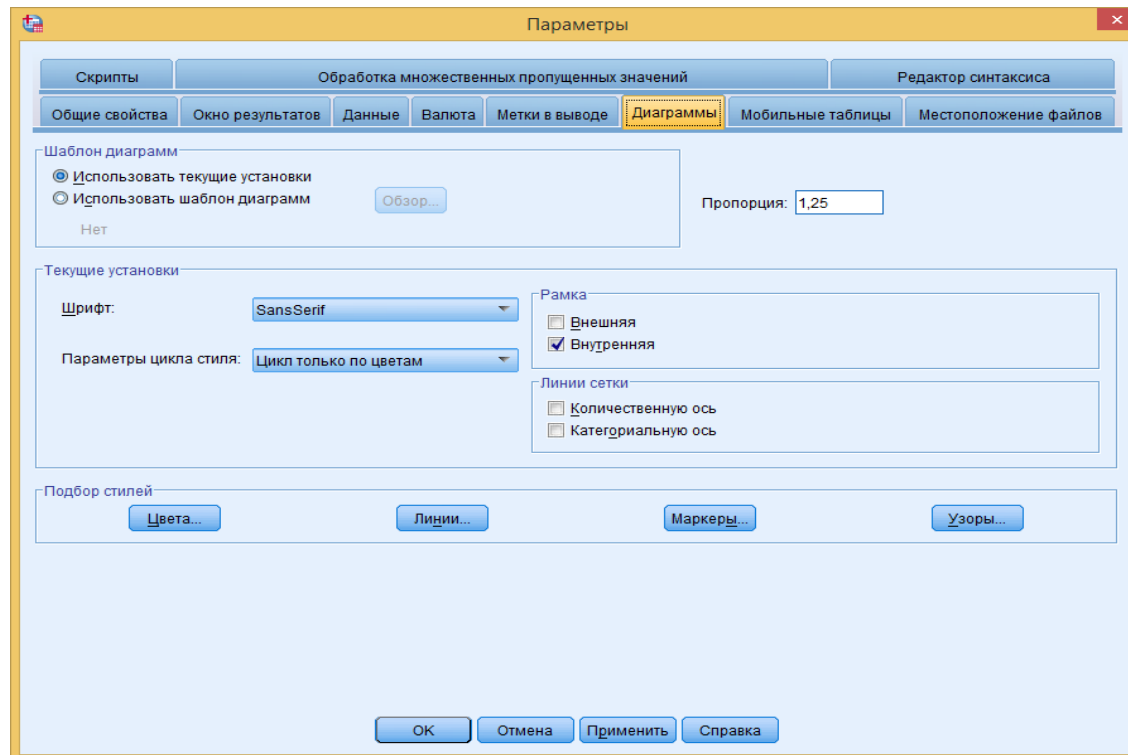 Параметры
Скрипты
Обработка множественных пропущенных значений
Редактор синтаксиса
Общие свойства
Окно результатов
Данные
Валюта
Метки в выводе
Диаграммы
Мобильные таблицы
Местоположение файлов
Шаблон диаграмм
Использовать текущие установки
Использовать шаблон диаграмм
Обзор...
Нет
Пропорция: 1,25
Текущие установки
Шрифт: SansSerif
Параметры цикла стиля: Цикл только по цветам
Рамка
Внешняя
Внутренняя
Линии сетки
Количественную ось
Категориальную ось
Подбор стилей
Цвета...
Линии...
Маркеры...
Узоры...
OK
Отмена
Применить
Справка